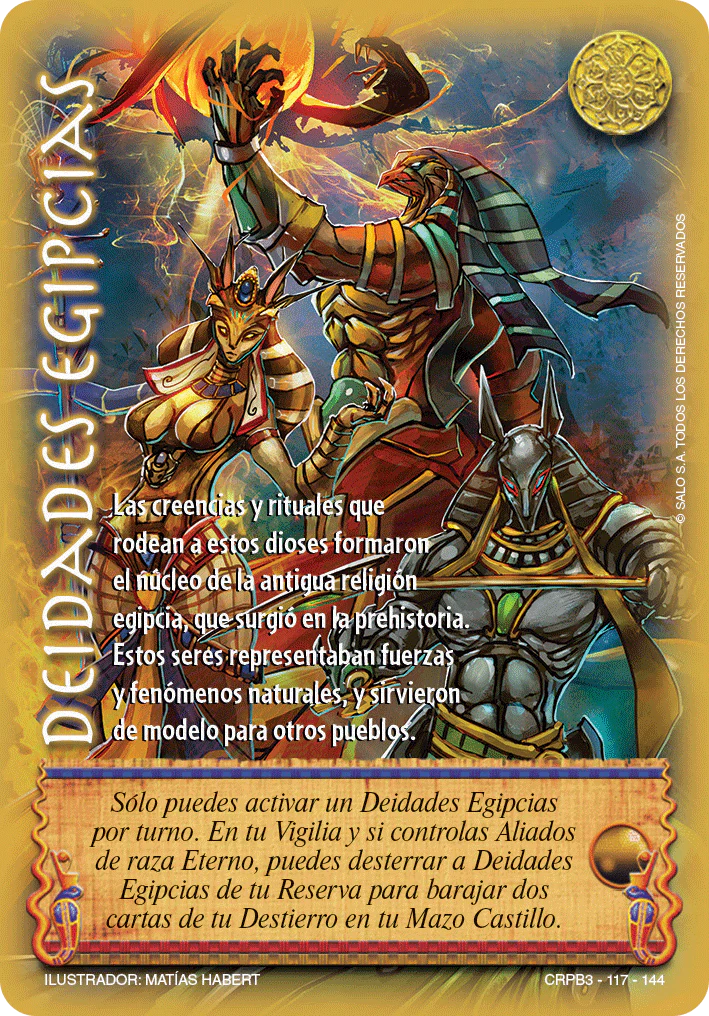 DEIDADES EGIPCIAS
© SALO S.A. TODOS LOS DERECHOS RESERVADOS
Las creencias y rituales que
rodean a estos dioses formaron
el núcleo de la antigua religión
egipcia, que surgió en la prehistoria.
Estos seres representaban fuerzas
y fenómenos naturales, y sirvieron
de modelo para otros pueblos.
Sólo puedes activar un Deidades Egipcias
por turno. En tu Vigilia y si controlas Aliados
de raza Eterno, puedes desterrar a Deidades
Egipcias de tu Reserva para barajar dos
cartas de tu Destierro en tu Mazo Castillo.
ILUSTRADOR: MATÍAS HABERT
CRPB3 - 117 - 144